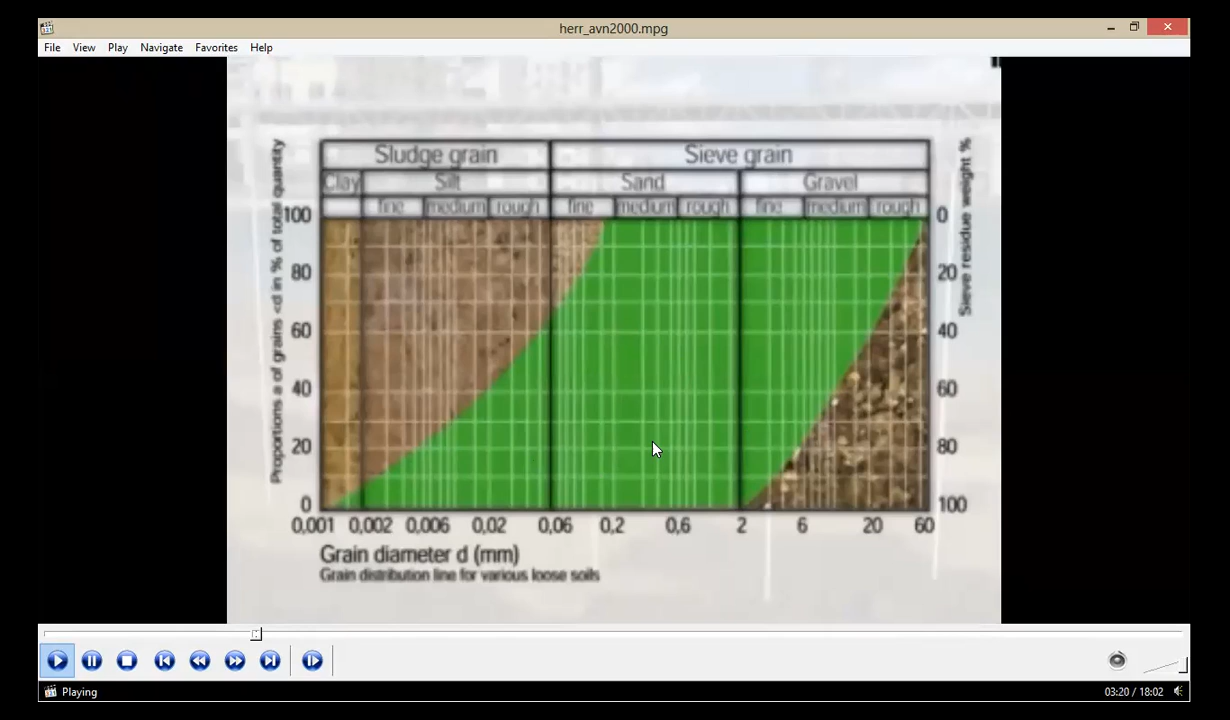 herr_avn2000.mpg
File View Play Navigate Favorites Help
Sludge grain Sieve grain
Clay Silt Sand Gravel
fine medium rough fine medium rough fine medium rough
Proportions a of grains <d in % of total quantity
100
80
60
40
20
0
0
20
40
60
80
100
Sieve residue weight %
0,001 0,002 0,006 0,02 0,06 0,2 0,6 2 6 20 60
Grain diameter d (mm)
Grain distribution line for various loose soils
Playing 03:20 / 18:02